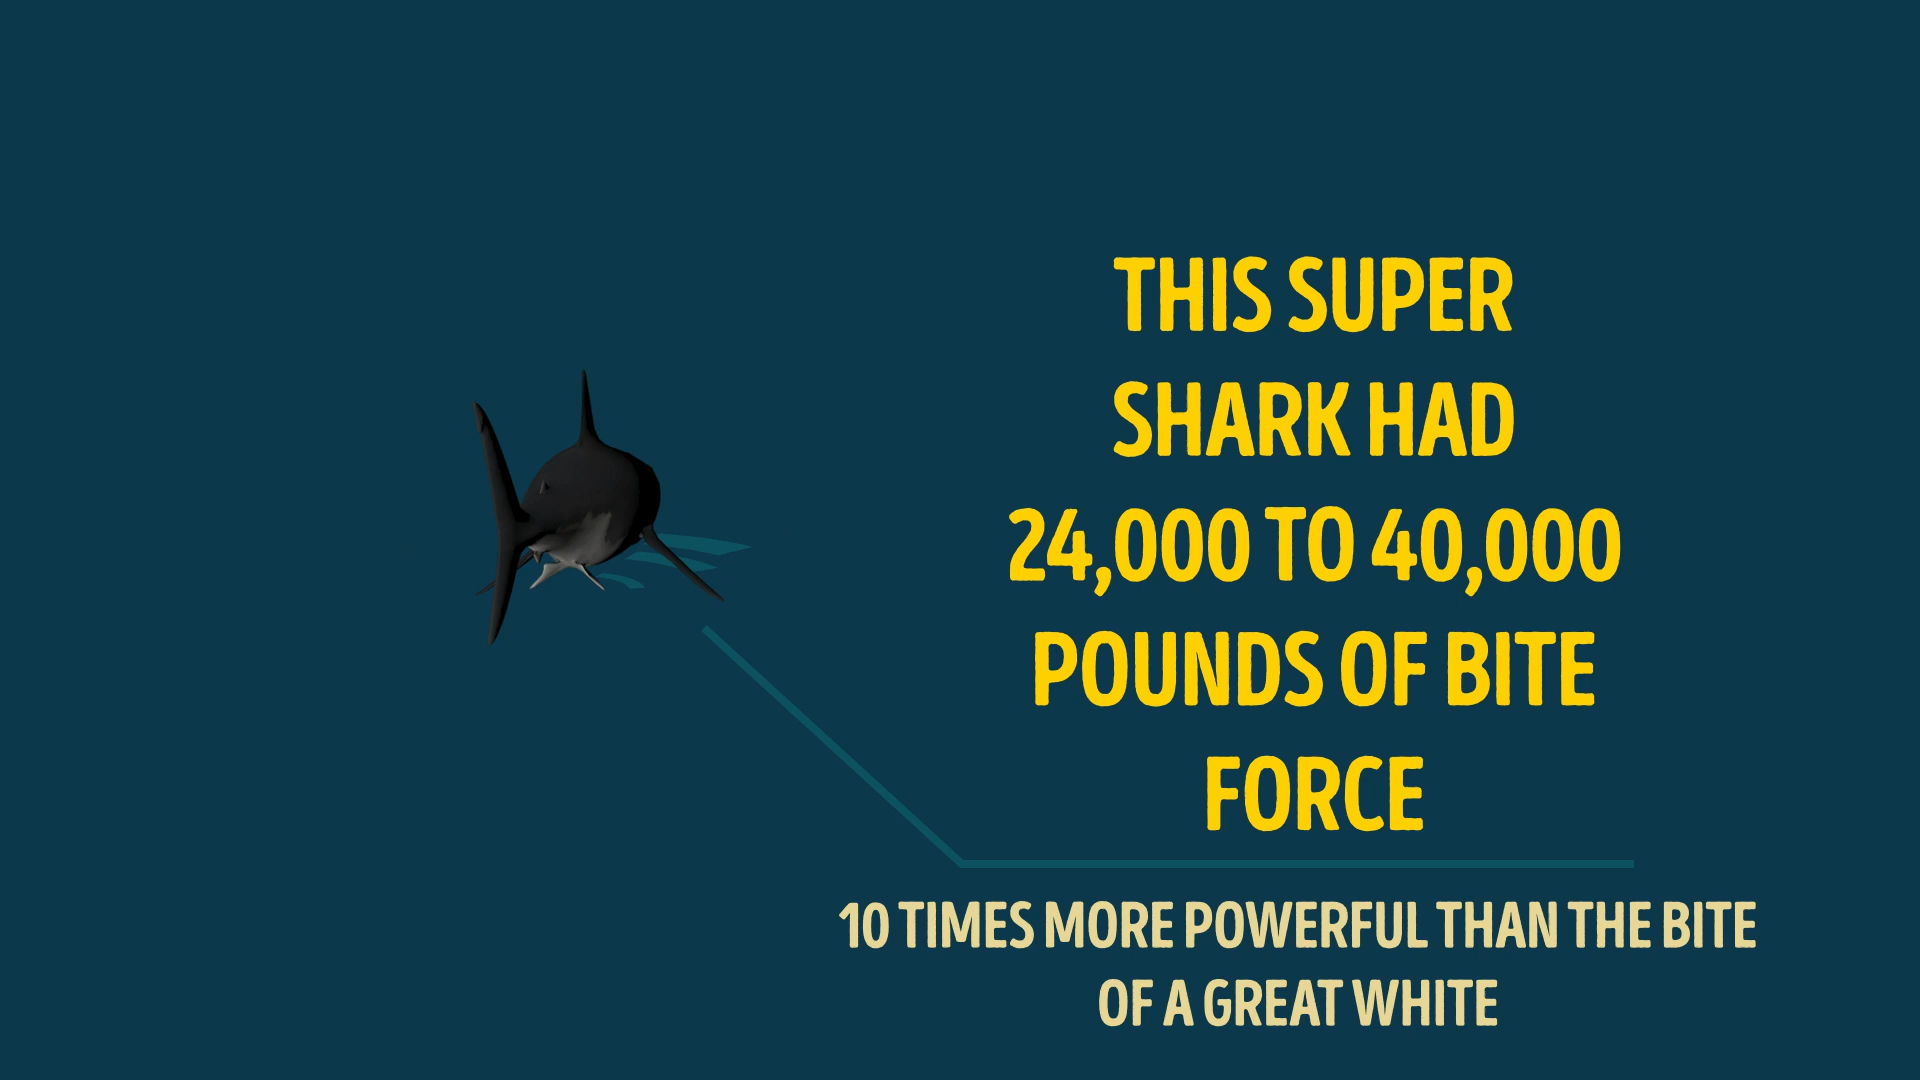 THIS SUPER
SHARK HAD
24,000 TO 40,000
POUNDS OF BITE
FORCE
10 TIMES MORE POWERFUL THAN THE BITE
OF A GREAT WHITE